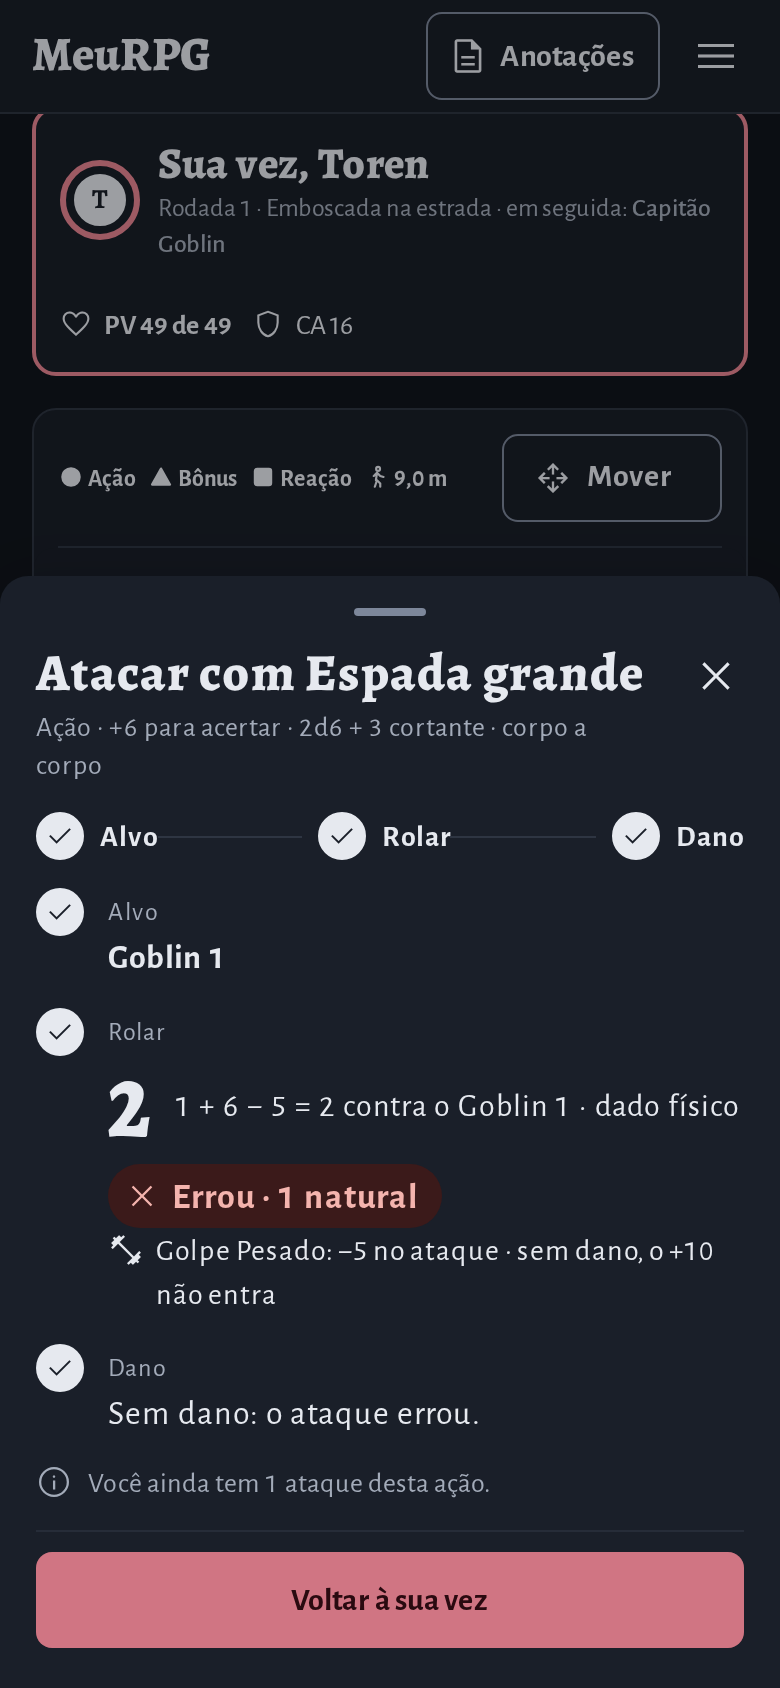 MeuRPG
Anotações
T
Sua vez, Toren
Rodada 1 · Emboscada na estrada · em seguida: Capitão
Goblin
PV 49 de 49
CA 16
Ação
Bônus
Reação
9,0 m
Mover
Atacar com Espada grande
Ação · +6 para acertar · 2d6 + 3 cortante · corpo a
corpo
Alvo
Rolar
Dano
Alvo
Goblin 1
Rolar
2
1 + 6 − 5 = 2 contra o Goblin 1 · dado físico
Errou · 1 natural
Golpe Pesado: −5 no ataque · sem dano, o +10
não entra
Dano
Sem dano: o ataque errou.
Você ainda tem 1 ataque desta ação.
Voltar à sua vez